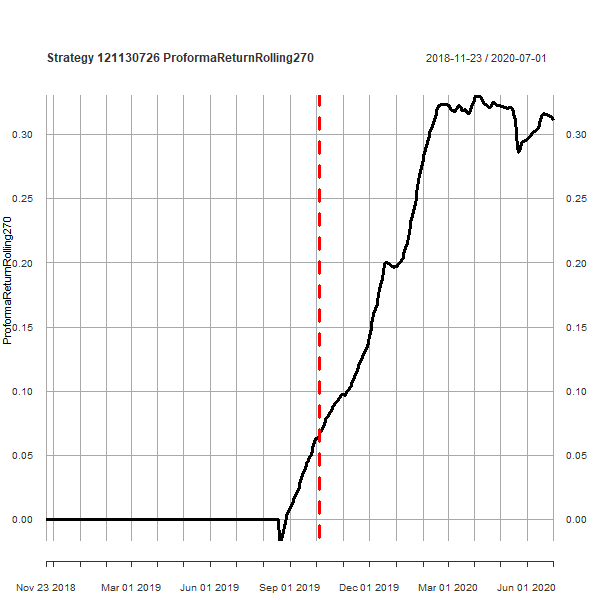 Strategy 121130726 ProformaReturnRolling270
2018-11-23 / 2020-07-01
ProformaReturnRolling270
0.30 0.30
0.25 0.25
0.20 0.20
0.15 0.15
0.10 0.10
0.05 0.05
0.00 0.00
Nov 23 2018 Mar 01 2019 Jun 01 2019 Sep 01 2019 Dec 01 2019 Mar 01 2020 Jun 01 2020